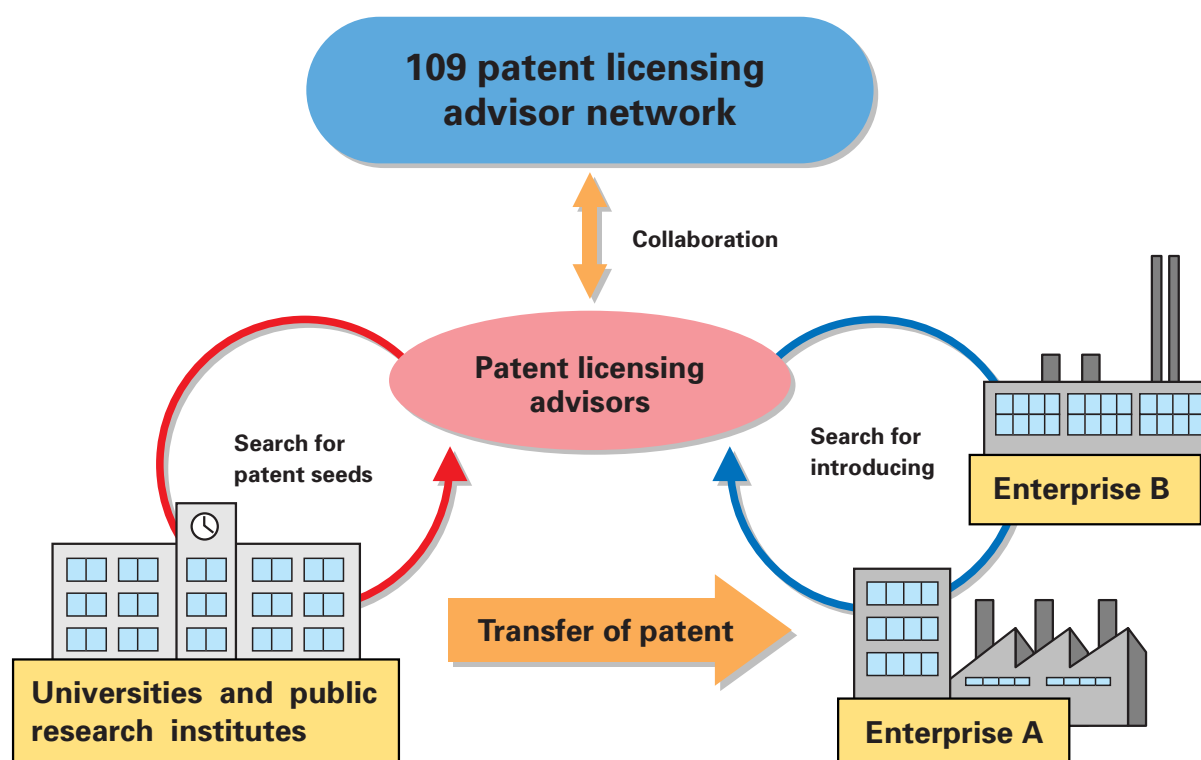 109 patent licensing
advisor network
Collaboration
Patent licensing
advisors
Search for
patent seeds
Search for
introducing
Enterprise B
Transfer of patent
Universities and public
research institutes
Enterprise A